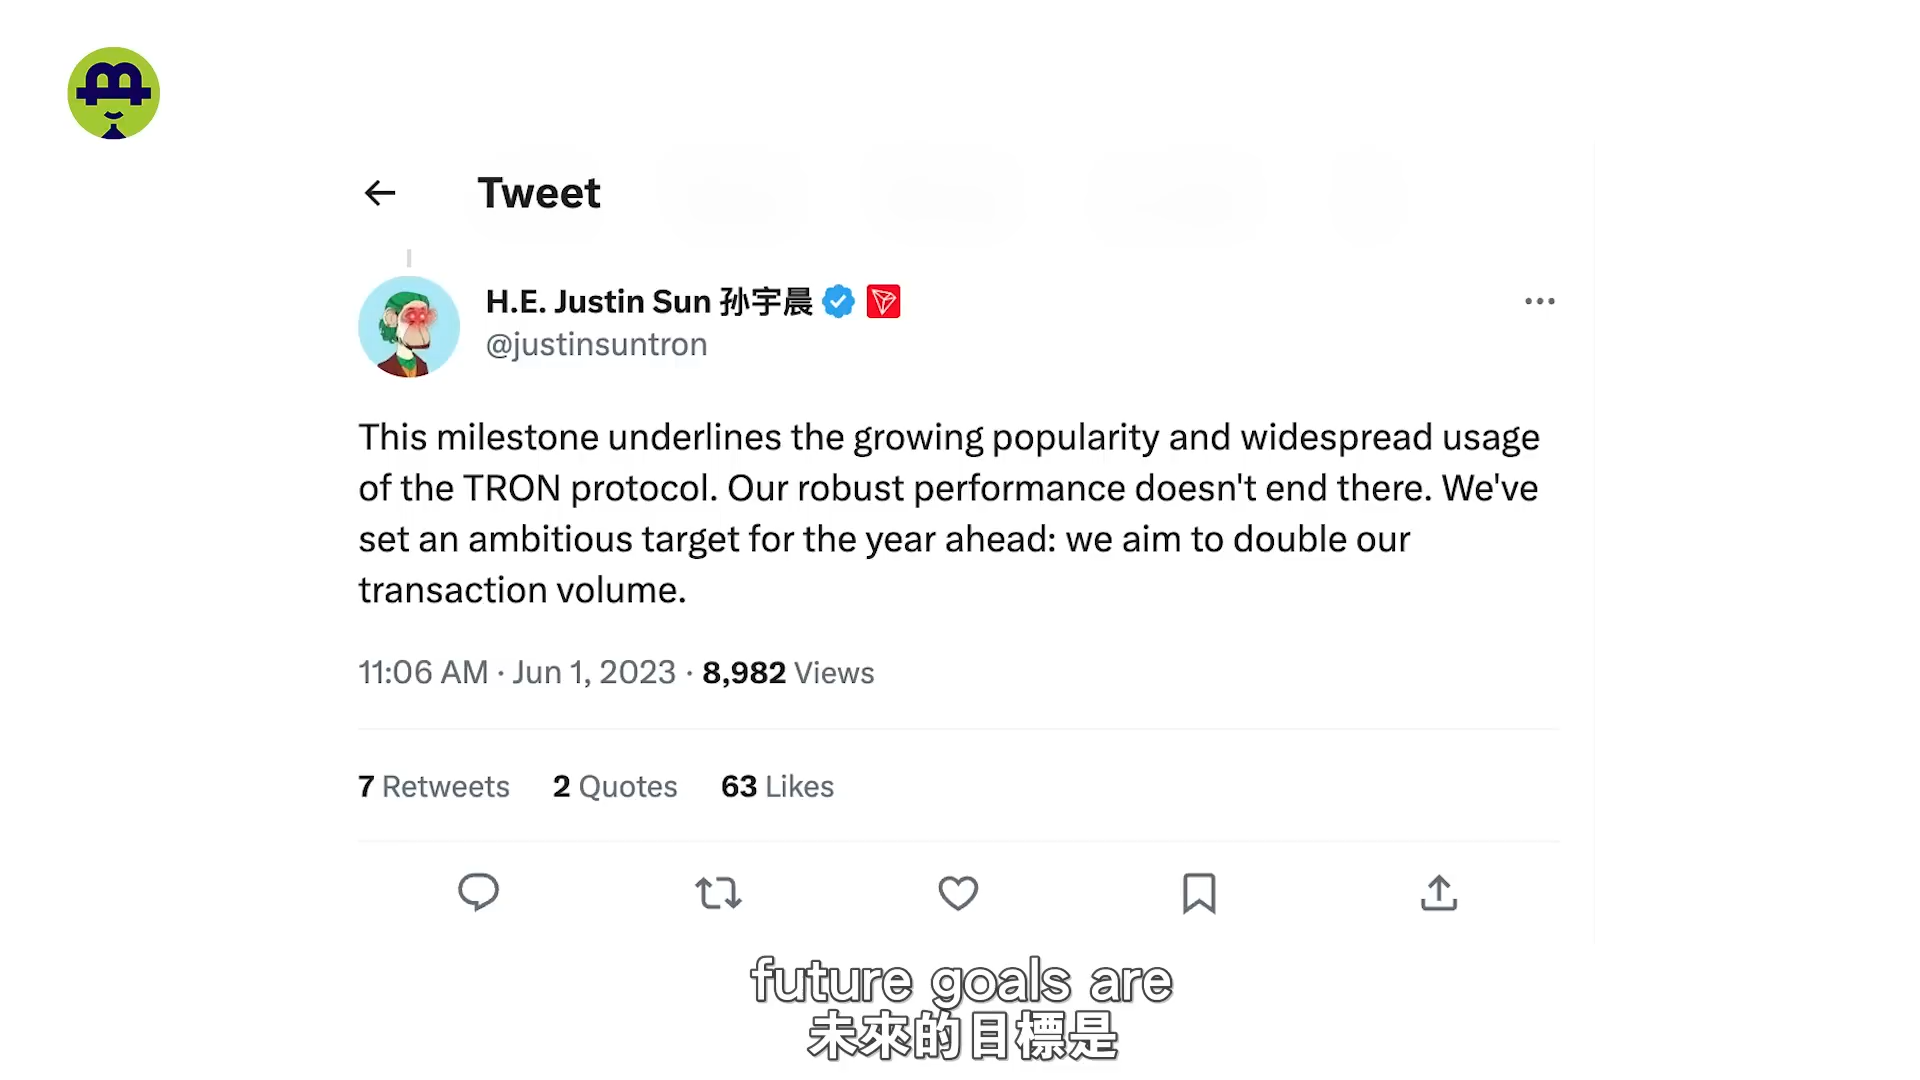 Tweet
H.E. Justin Sun 孙宇晨
@justinsuntron
This milestone underlines the growing popularity and widespread usage
of the TRON protocol. Our robust performance doesn't end there. We've
set an ambitious target for the year ahead: we aim to double our
transaction volume.
11:06 AM · Jun 1, 2023 · 8,982 Views
7 Retweets 2 Quotes 63 Likes
future goals are
未來的目標是